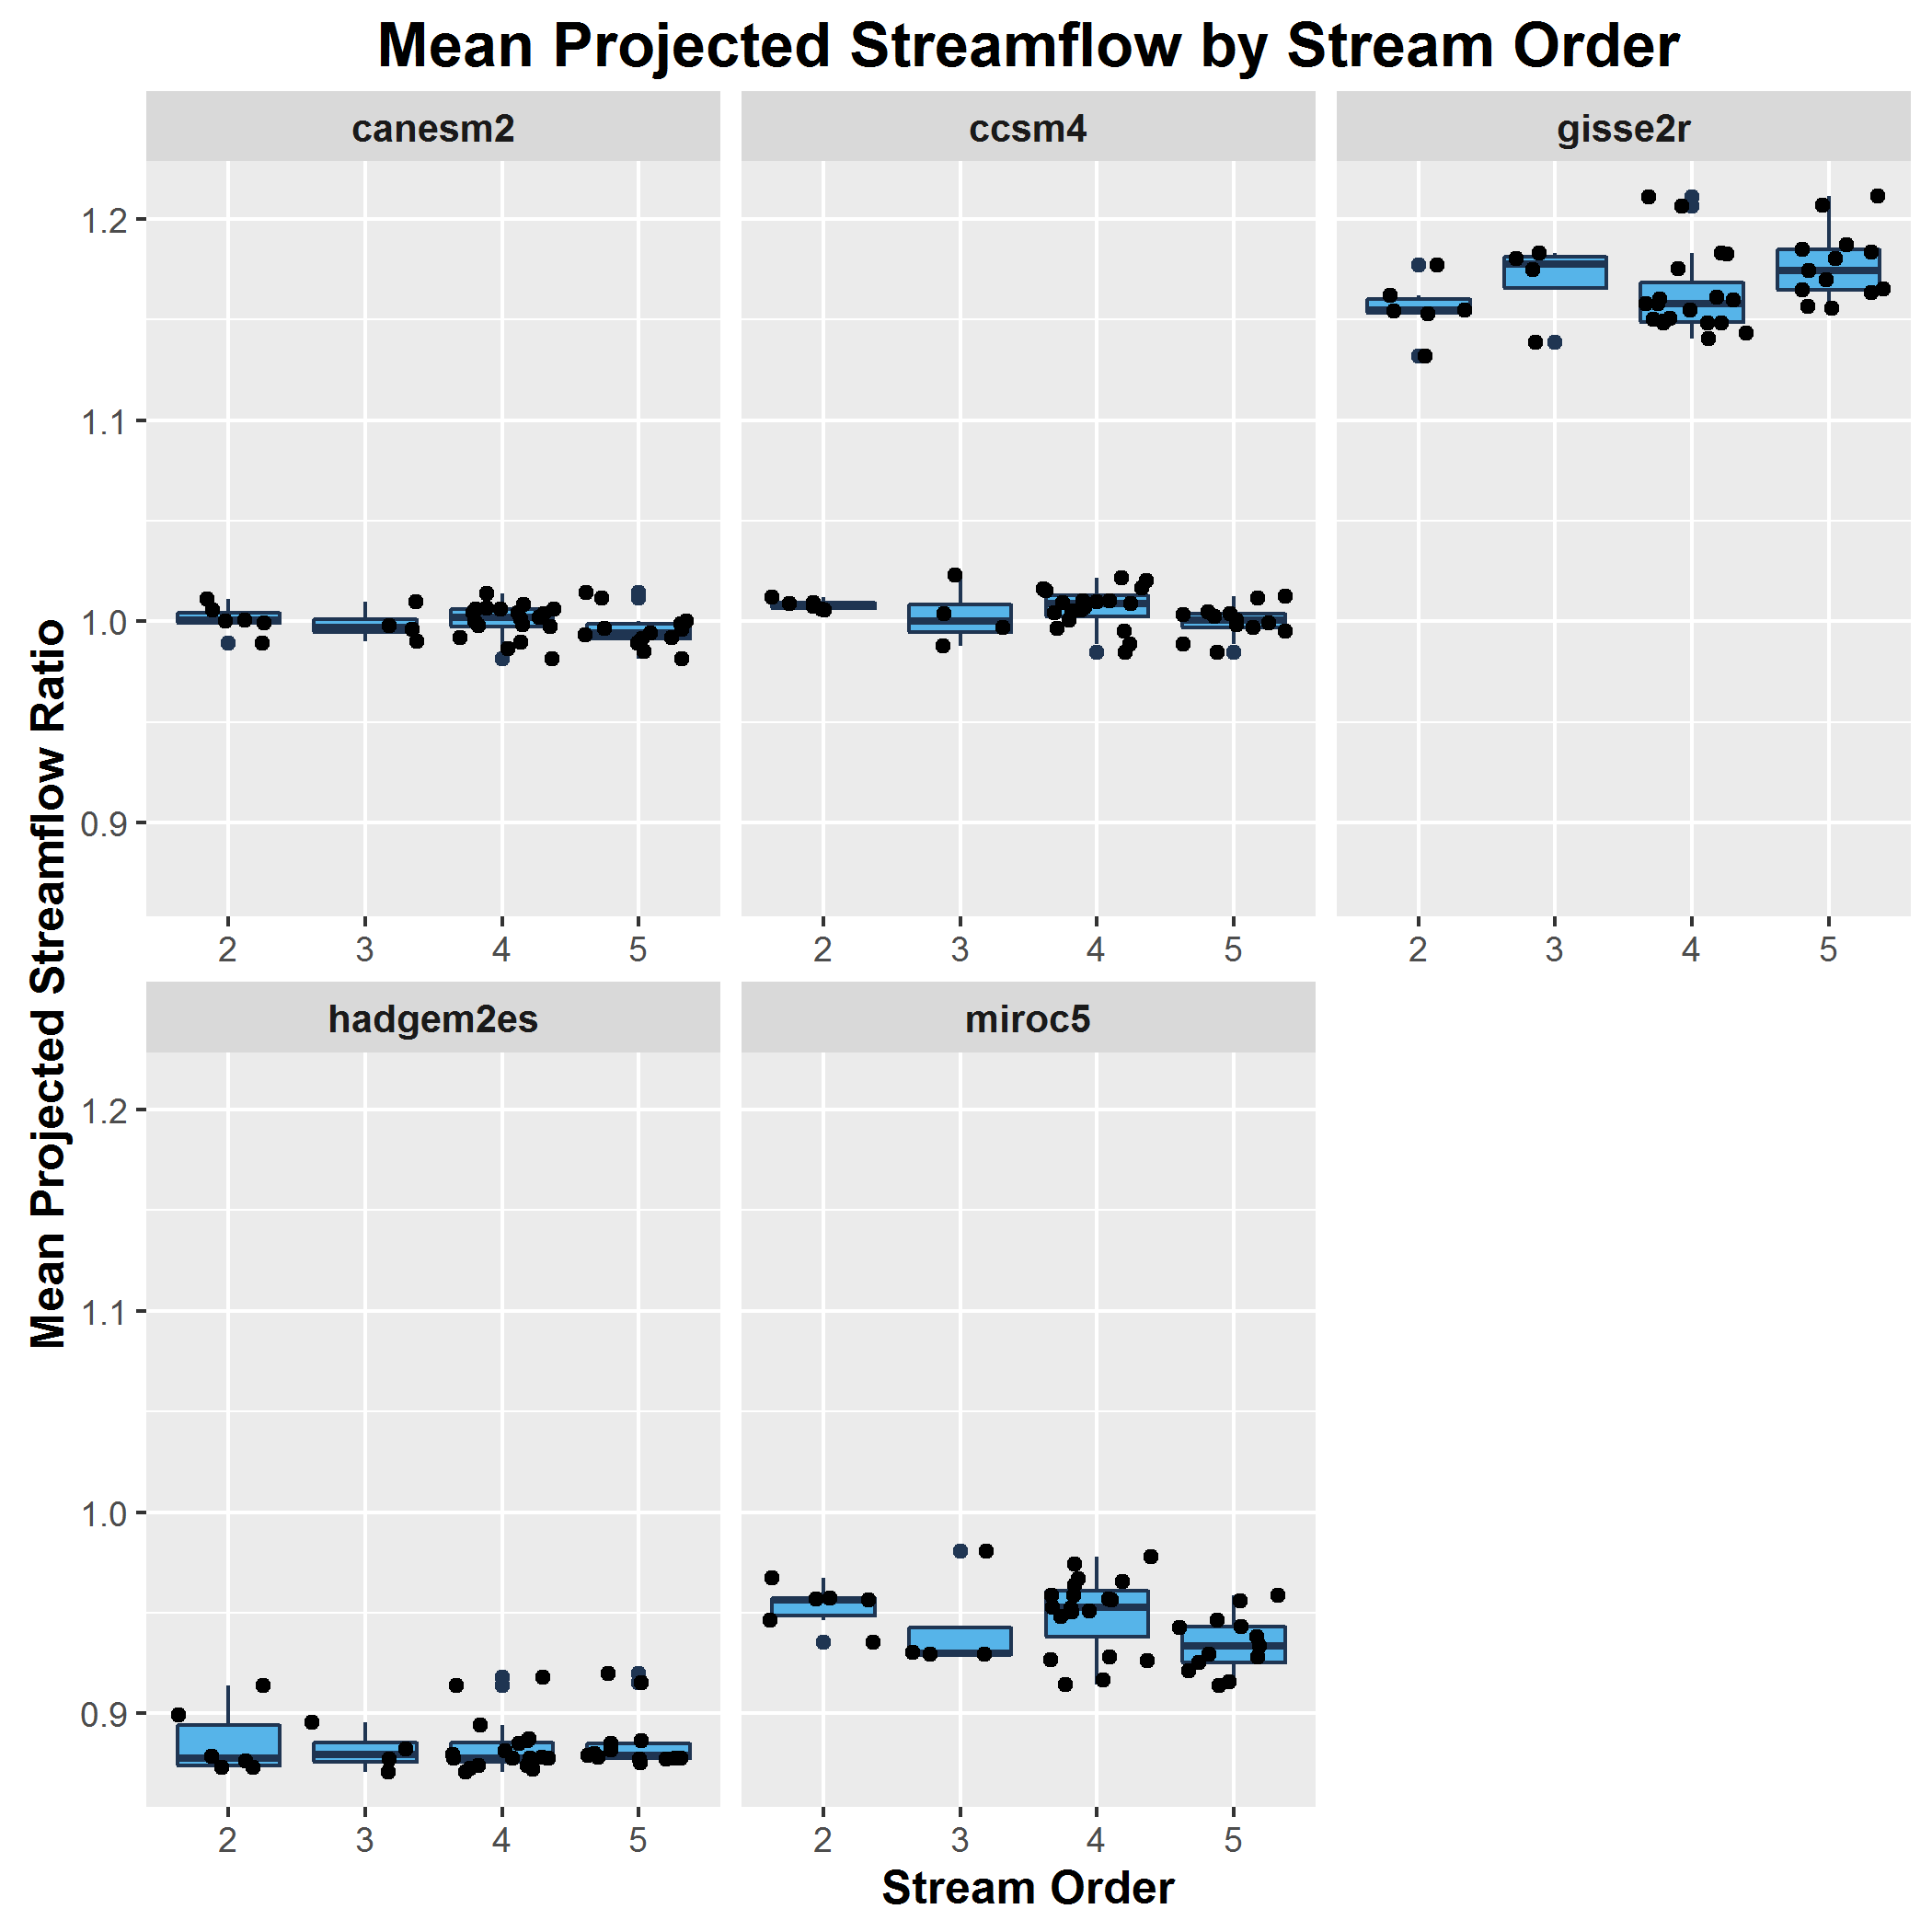 Mean Projected Streamflow by Stream Order
canesm2 ccsm4 gisse2r
1.2
1.1
1.0
0.9
2 3 4 5 2 3 4 5 2 3 4 5
Mean Projected Streamflow Ratio
hadgem2es miroc5
1.2
1.1
1.0
0.9
2 3 4 5 2 3 4 5
Stream Order